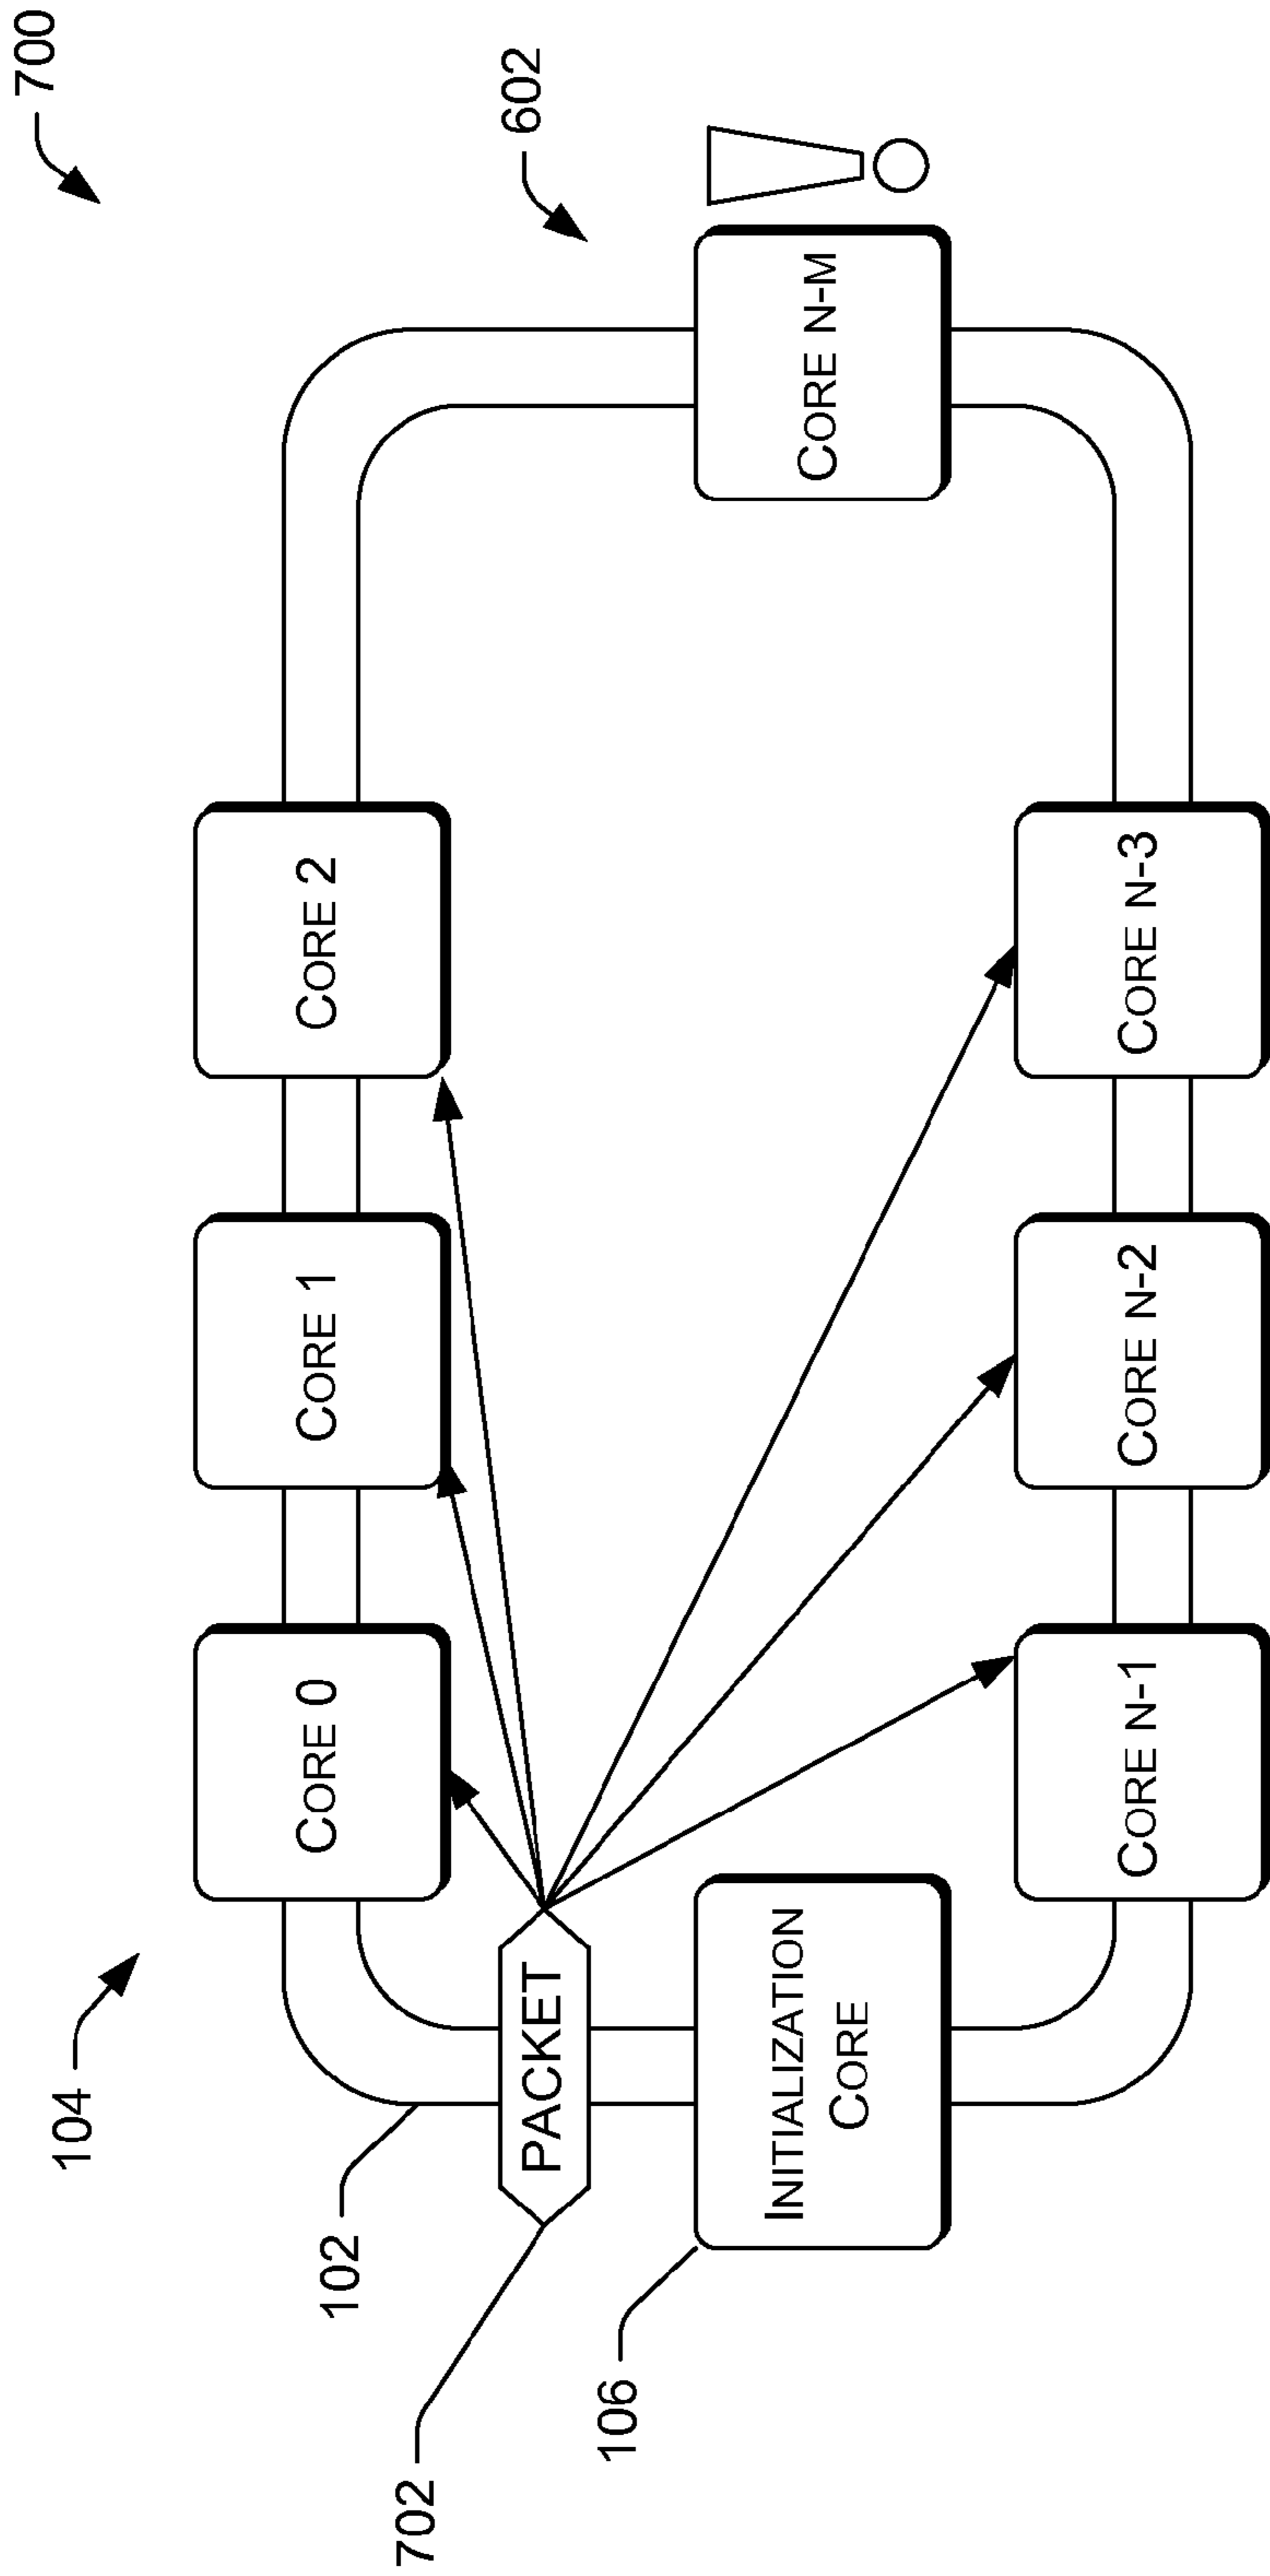 700
104
602
102
CORE 0
CORE 1
CORE 2
702
PACKET
106
INITIALIZATION
CORE
CORE N-M
CORE N-1
CORE N-2
CORE N-3